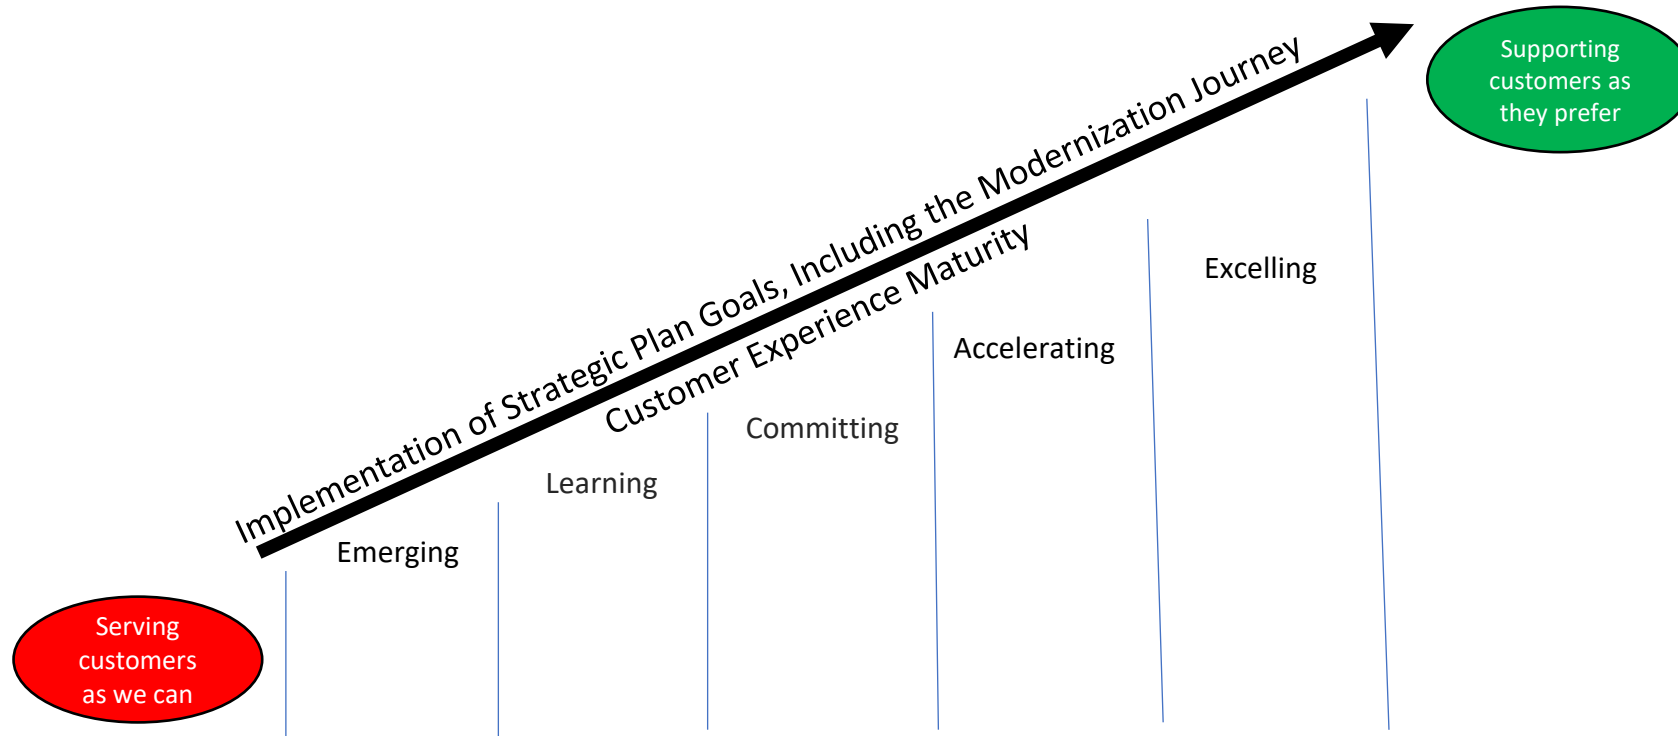 Implementation of Strategic Plan Goals, Including the Modernization Journey
Customer Experience Maturity
Supporting
customers as
they prefer
Excelling
Accelerating
Committing
Learning
Emerging
Serving
customers
as we can